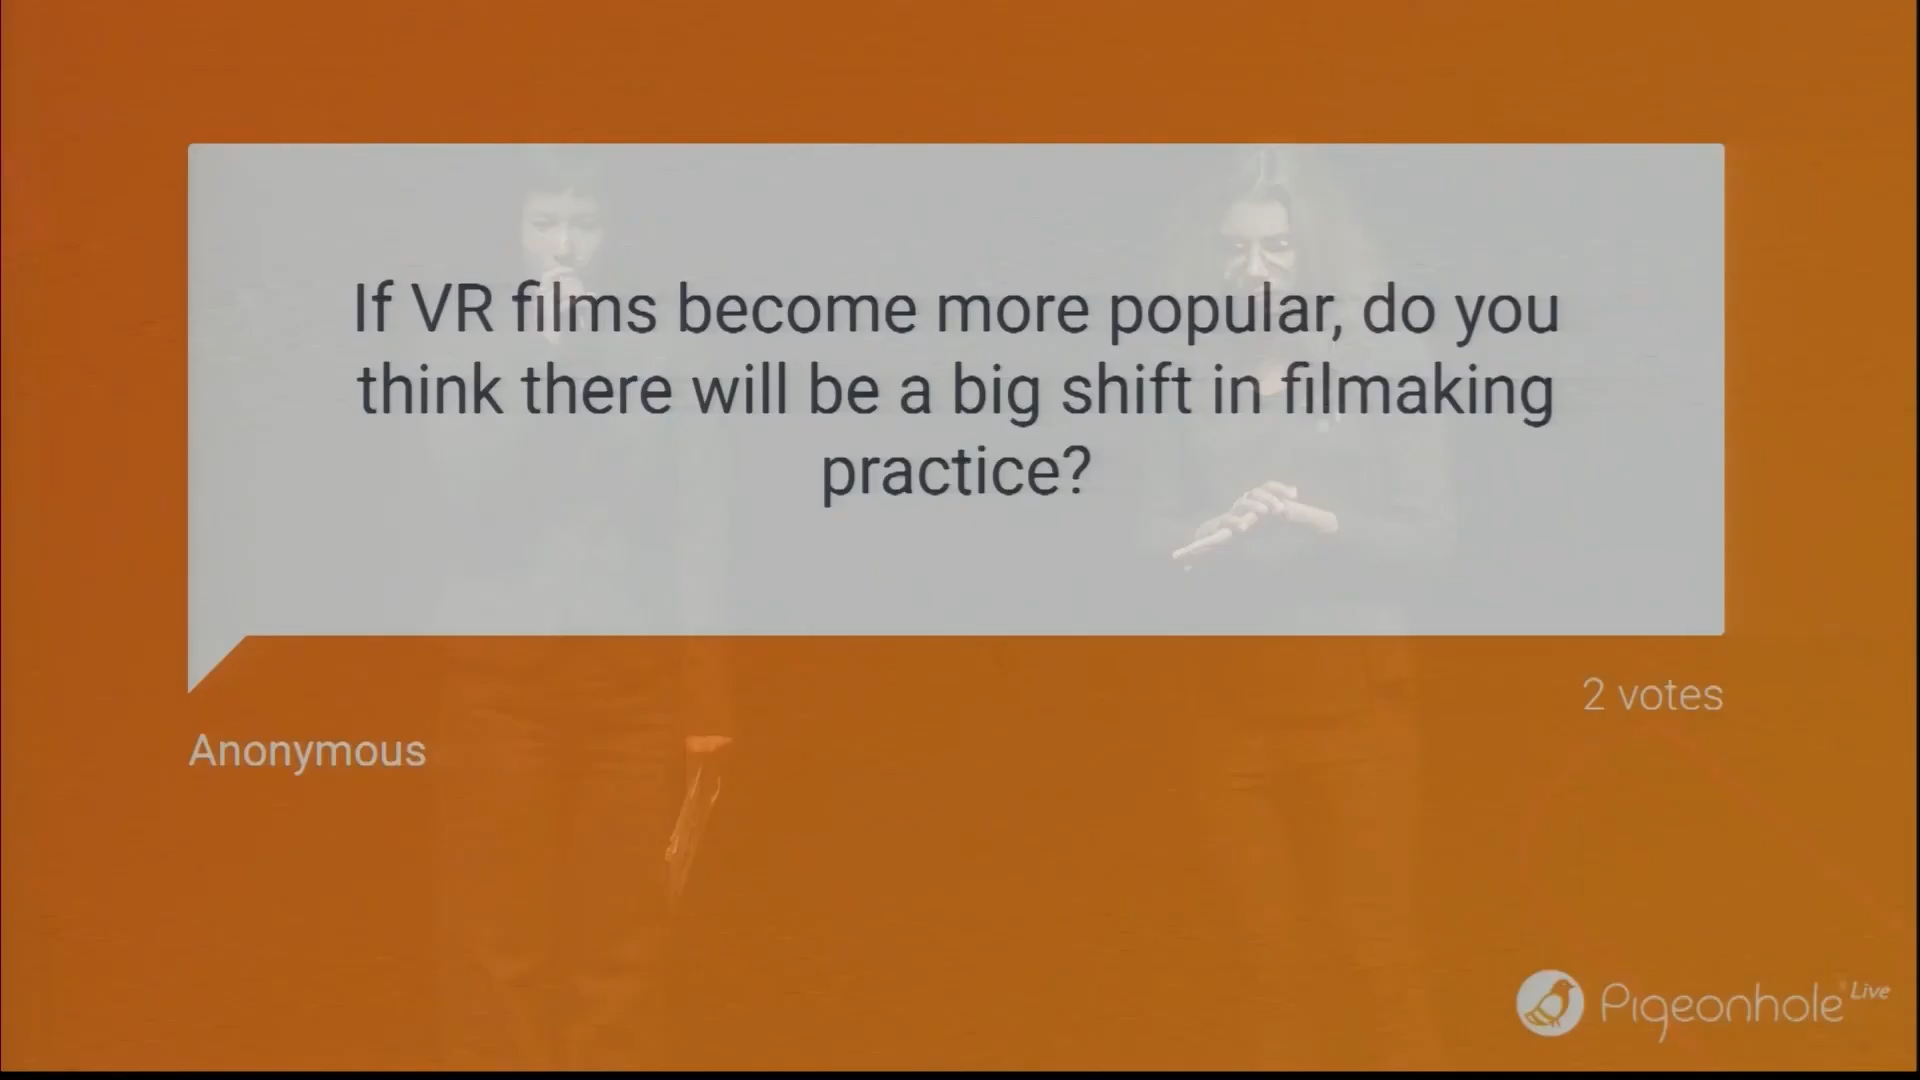 If VR films become more popular, do you
think there will be a big shift in filmaking
practice?
2 votes
Anonymous
Pigeonhole Live